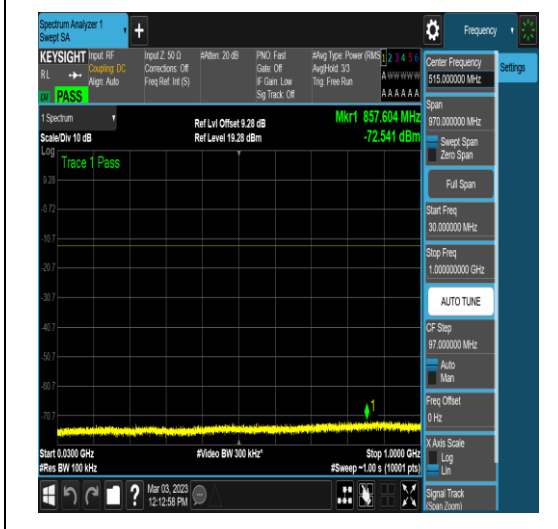 Spectrum Analyzer 1
Swept SA
Frequency
KEYSIGHT
Input: RF
Coupling: DC
Align: Auto
Input Z: 50 Ω
Corrections: Off
Freq Ref: Int (S)
#Atten: 20 dB
PNO: Fast
Gate: Off
IF Gain: Low
Sig Track: Off
#Avg Type: Power (RMS
Avg|Hold: 3/3
Trig: Free Run
1 2 3 4 5 6
A W W W W W
A A A A A A
RL
PASS
1 Spectrum
Scale/Div 10 dB
Ref Lvl Offset 9.28 dB
Ref Level 19.28 dBm
Mkr1 857.604 MHz
-72.541 dBm
Log
Trace 1 Pass
9.28
-0.72
-10.7
-20.7
-30.7
-40.7
-50.7
-60.7
-70.7
1
Start 0.0300 GHz
#Res BW 100 kHz
#Video BW 300 kHz*
Stop 1.0000 GHz
#Sweep ~1.00 s (10001 pts)
Center Frequency
515.000000 MHz
Settings
Span
970.000000 MHz
Swept Span
Zero Span
Full Span
Start Freq
30.000000 MHz
Stop Freq
1.000000000 GHz
AUTO TUNE
CF Step
97.000000 MHz
Auto
Man
Freq Offset
0 Hz
X Axis Scale
Log
Lin
Signal Track
(Span Zoom)
Mar 03, 2023
12:12:58 PM